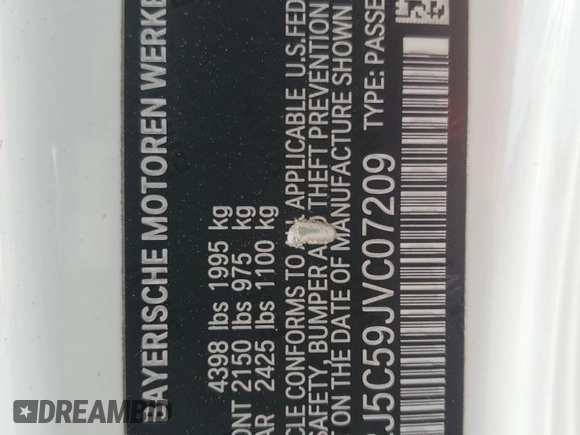 BAYERISCHE MOTOREN WERKE
4398 lbs 1995 kg
ONT 2150 lbs 975 kg
AR 2425 lbs 1100 kg
CLE CONFORMS TO APPLICABLE U.S.FED
SAFETY, BUMPER A THEFT PREVENTION
T ON THE DATE OF MANUFACTURE SHOWN
J5C59JVC07209 TYPE: PASSE
DREAMBID